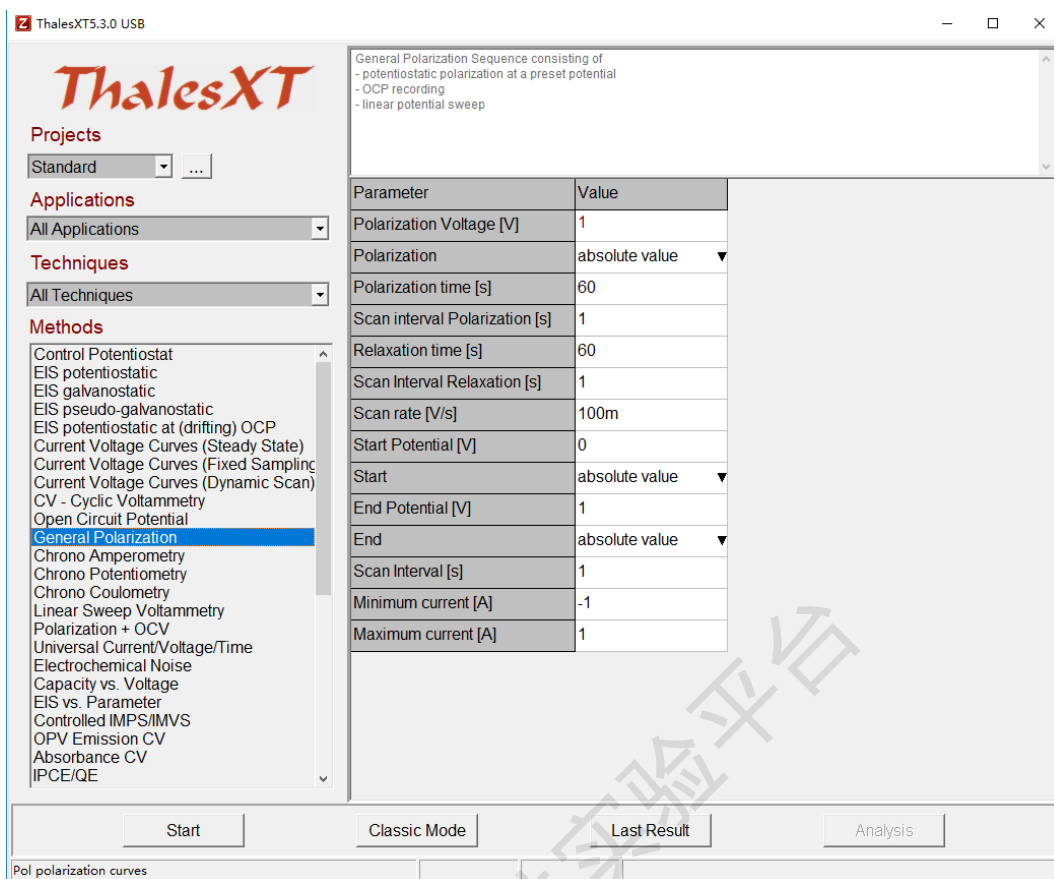 ThalesXT5.3.0 USB
ThalesXT
Projects
Standard
...
Applications
All Applications
Techniques
All Techniques
Methods
Control Potentiostat
EIS potentiostatic
EIS galvanostatic
EIS pseudo-galvanostatic
EIS potentiostatic at (drifting) OCP
Current Voltage Curves (Steady State)
Current Voltage Curves (Fixed Sampling
Current Voltage Curves (Dynamic Scan)
CV - Cyclic Voltammetry
Open Circuit Potential
General Polarization
Chrono Amperometry
Chrono Potentiometry
Chrono Coulometry
Linear Sweep Voltammetry
Polarization + OCV
Universal Current/Voltage/Time
Electrochemical Noise
Capacity vs. Voltage
EIS vs. Parameter
Controlled IMPS/IMVS
OPV Emission CV
Absorbance CV
IPCE/QE
General Polarization Sequence consisting of
- potentiostatic polarization at a preset potential
- OCP recording
- linear potential sweep
Parameter Value
Polarization Voltage [V] 1
Polarization absolute value
Polarization time [s] 60
Scan interval Polarization [s] 1
Relaxation time [s] 60
Scan Interval Relaxation [s] 1
Scan rate [V/s] 100m
Start Potential [V] 0
Start absolute value
End Potential [V] 1
End absolute value
Scan Interval [s] 1
Minimum current [A] -1
Maximum current [A] 1
Start Classic Mode Last Result Analysis
Pol polarization curves
实验平台